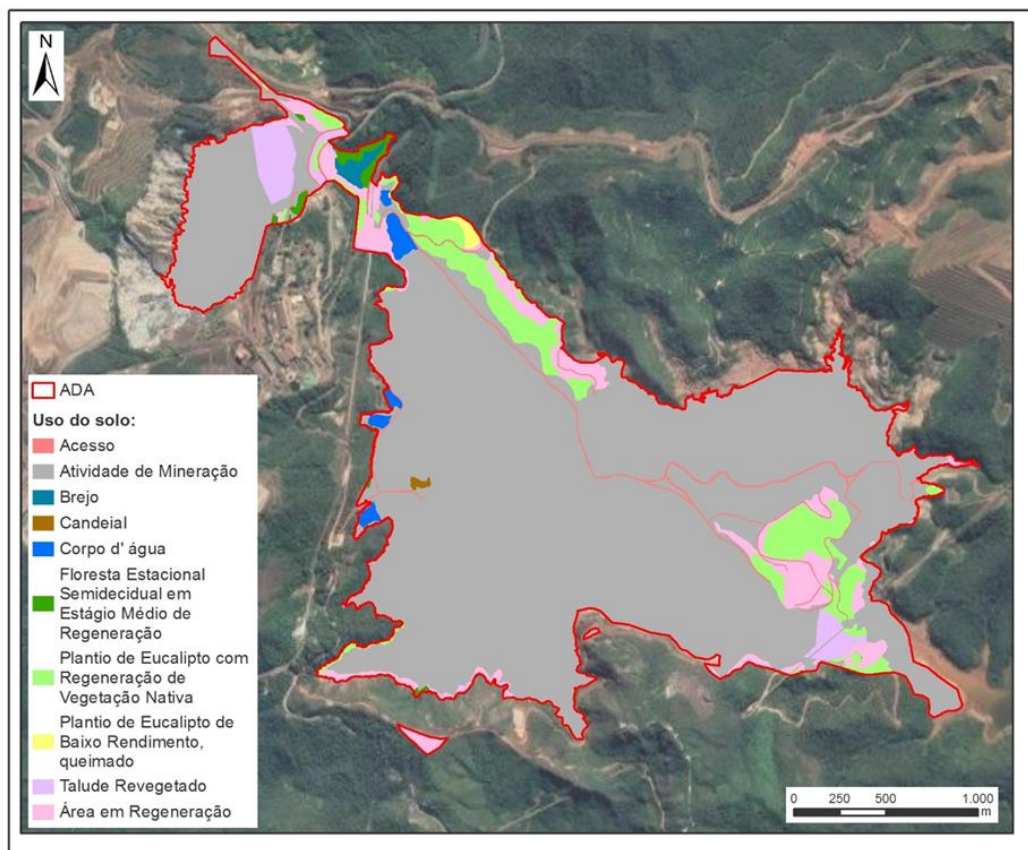 N
ADA
Uso do solo:
Acesso
Atividade de Mineração
Brejo
Candeial
Corpo d' água
Floresta Estacional
Semidecidual em
Estágio Médio de
Regeneração
Plantio de Eucalipto com
Regeneração de
Vegetação Nativa
Plantio de Eucalipto de
Baixo Rendimento,
queimado
Talude Revegetado
Área em Regeneração
0 250 500 1.000
m